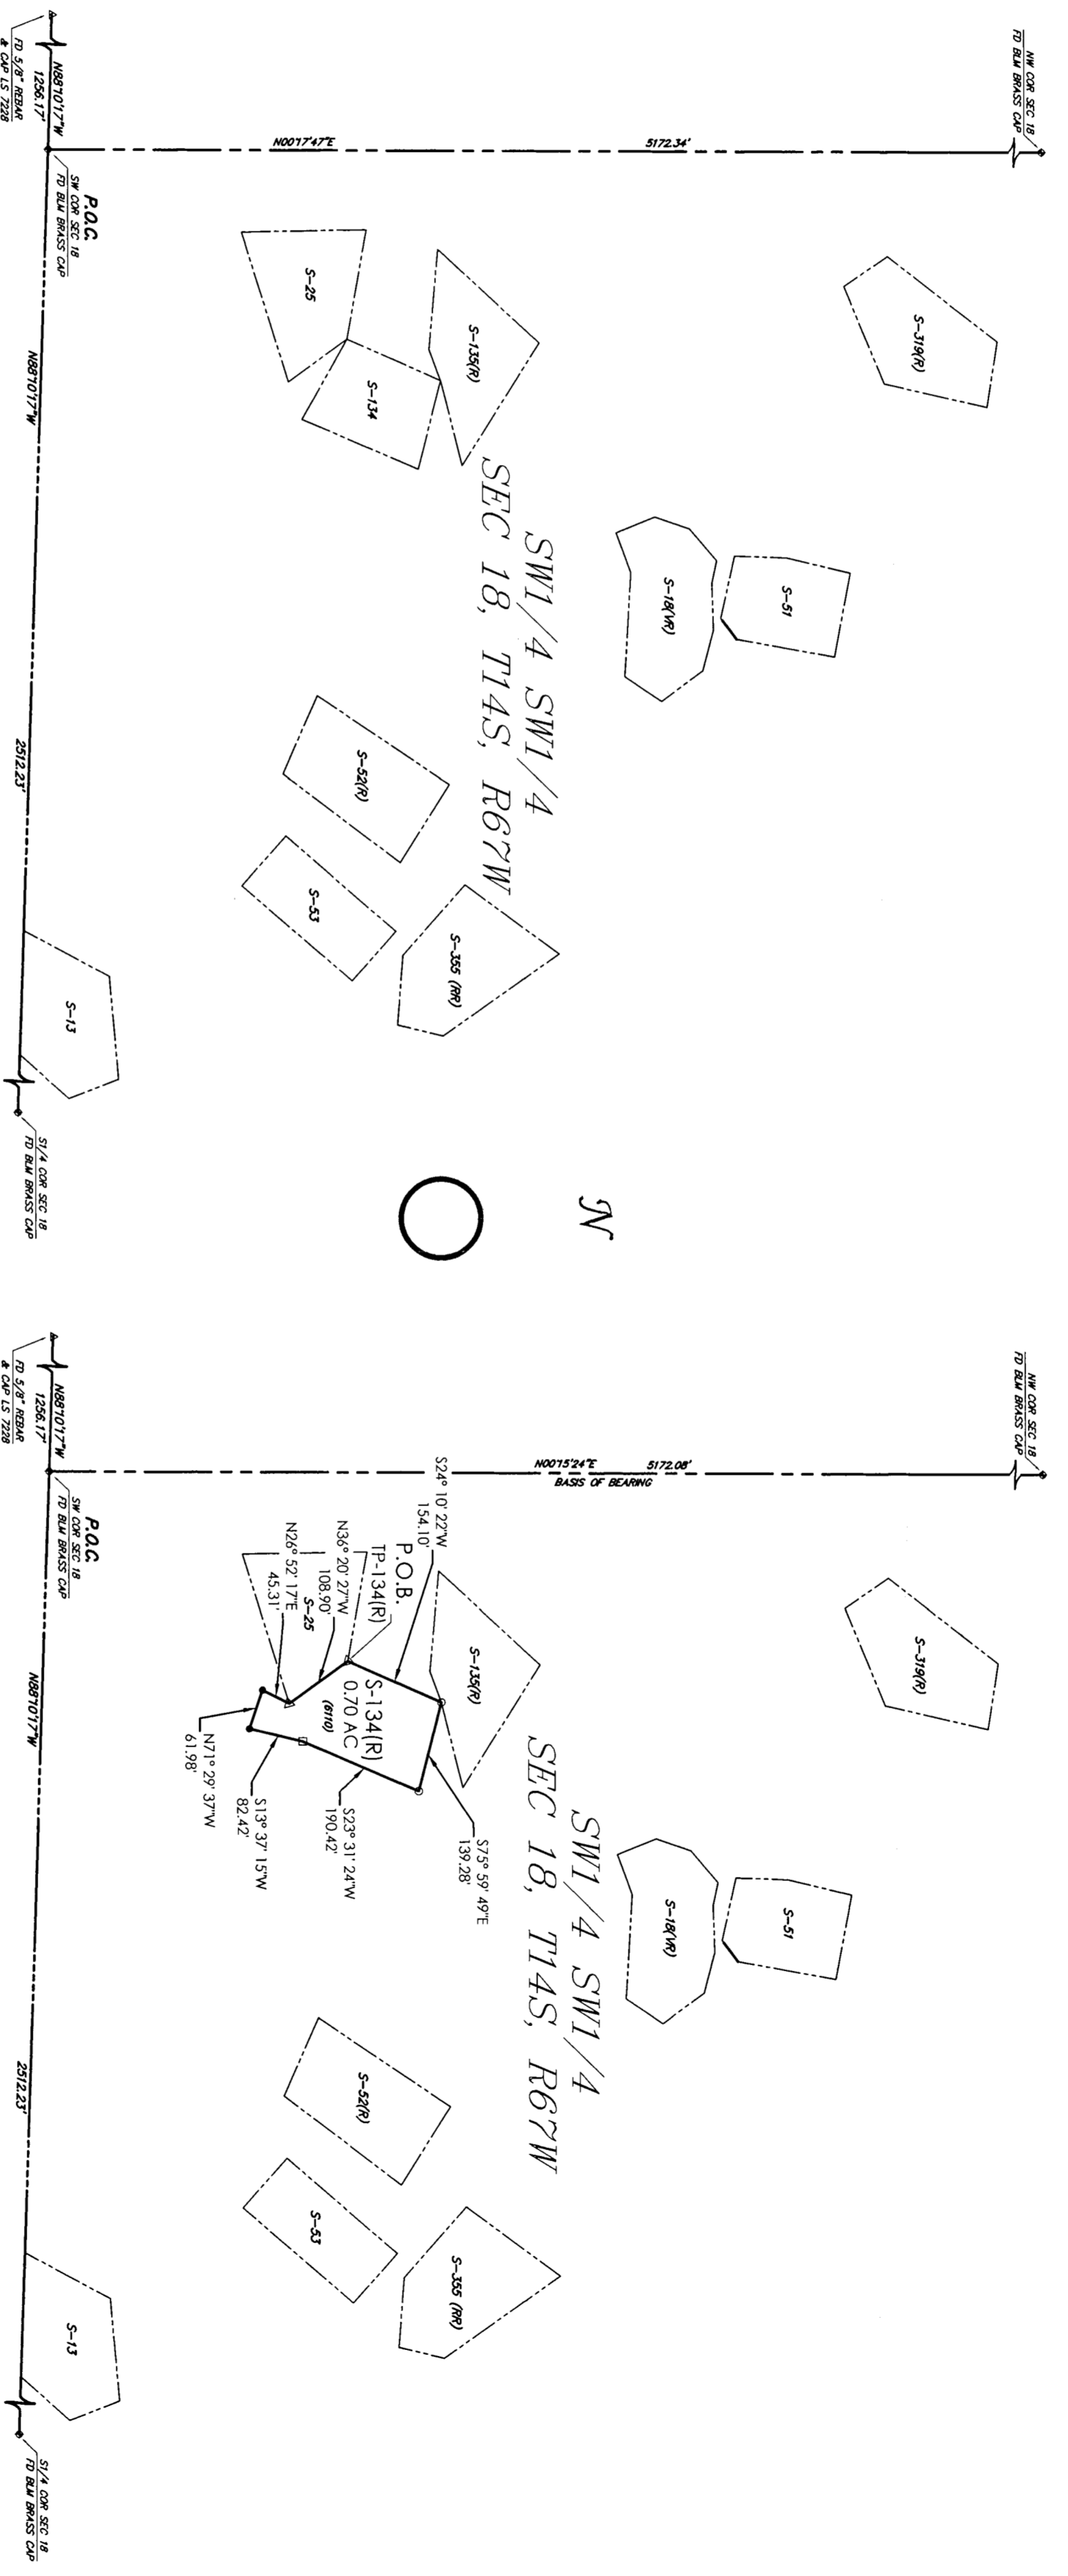 NW COR SEC 18
FD BLM BRASS CAP
N00°17'47"E
5172.34'
N88°10'17"W
1256.17'
FD 5/8" REBAR
& CAP LS 7228
P.O.C.
SW COR SEC 18
FD BLM BRASS CAP
S-319(R)
S-25
S-135(R)
S-134
SW1/4 SW1/4
SEC 18, T14S, R67W
S-18(VR)
S-51
S-52(R)
S-53
S-355 (RR)
S-13
N88°10'17"W
2512.23'
S1/4 COR SEC 18
FD BLM BRASS CAP
N
NW COR SEC 18
FD BLM BRASS CAP
N00°15'24"E
5172.08'
BASIS OF BEARING
N88°10'17"W
1256.17'
FD 5/8" REBAR
& CAP LS 7228
P.O.C.
SW COR SEC 18
FD BLM BRASS CAP
S-319(R)
S24° 10' 22"W
154.10'
P.O.B.
TP-134(R)
N36° 20' 27"W
108.90'
S-25
N26° 52' 17"E
45.31'
S-135(R)
S-134(R)
0.70 AC
(6110)
S75° 59' 49"E
139.28'
S23° 31' 24"W
190.42'
S13° 37' 15"W
82.42'
N71° 29' 37"W
61.98'
SW1/4 SW1/4
SEC 18, T14S, R67W
S-18(VR)
S-51
S-52(R)
S-53
S-355 (RR)
S-13
N88°10'17"W
2512.23'
S1/4 COR SEC 18
FD BLM BRASS CAP